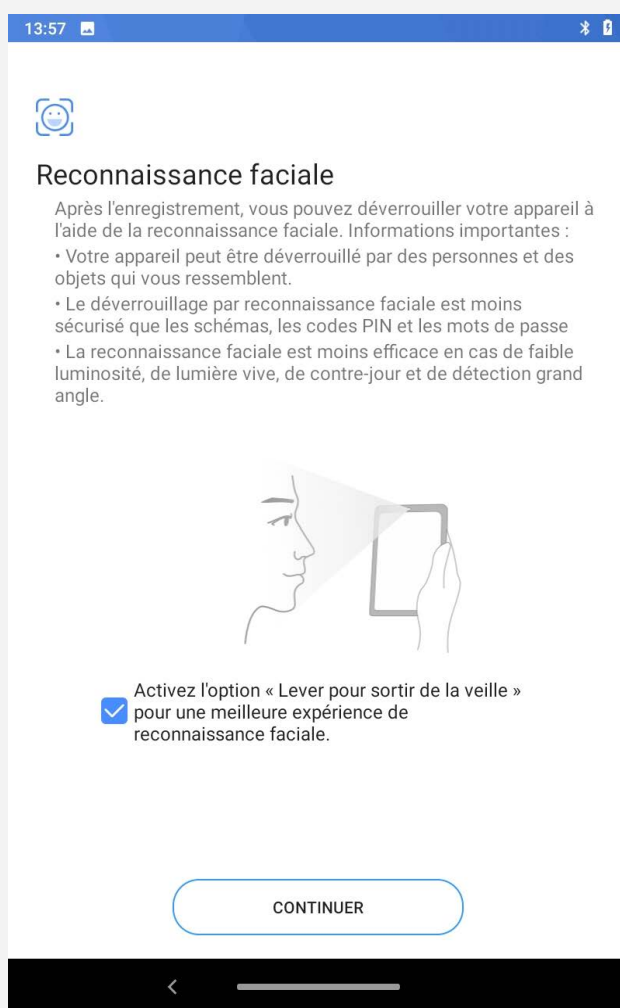 13:57
Reconnaissance faciale
Après l'enregistrement, vous pouvez déverrouiller votre appareil à
l'aide de la reconnaissance faciale. Informations importantes :
• Votre appareil peut être déverrouillé par des personnes et des
objets qui vous ressemblent.
• Le déverrouillage par reconnaissance faciale est moins
sécurisé que les schémas, les codes PIN et les mots de passe
• La reconnaissance faciale est moins efficace en cas de faible
luminosité, de lumière vive, de contre-jour et de détection grand
angle.
Activez l'option « Lever pour sortir de la veille »
pour une meilleure expérience de
reconnaissance faciale.
CONTINUER